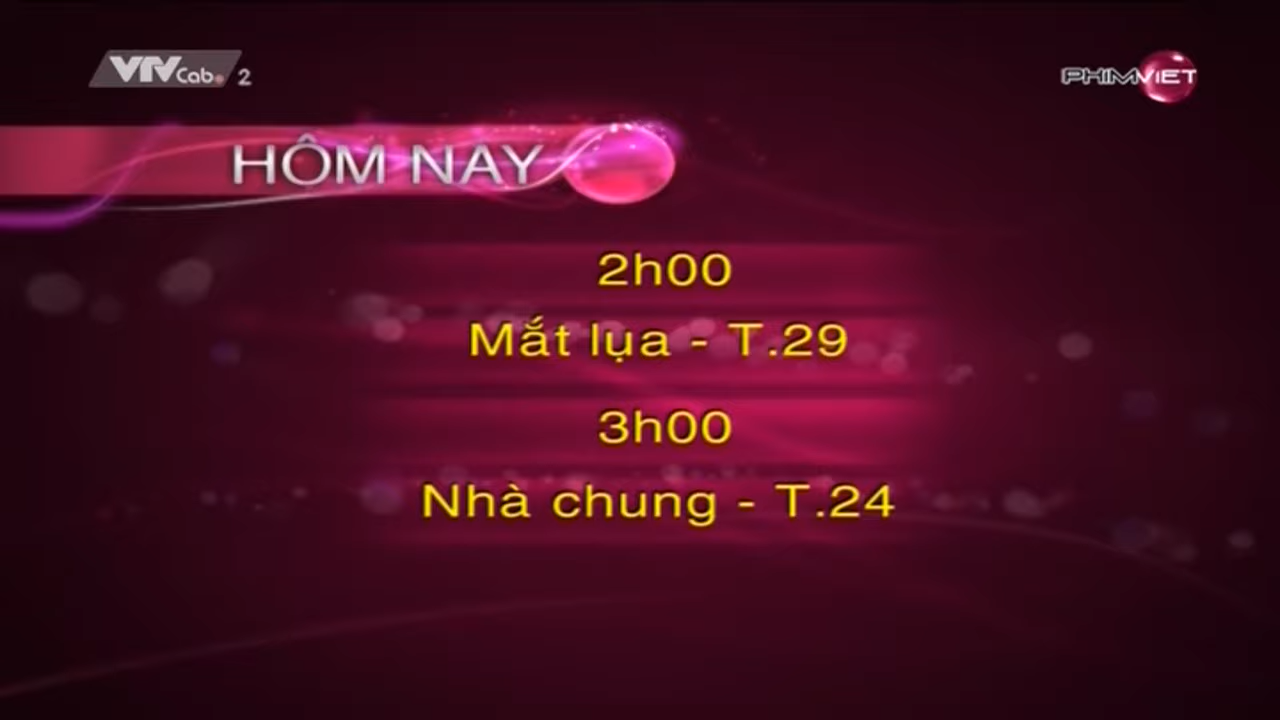 VTVCab 2
PHIMVIET
HÔM NAY
2h00
Mắt lụa - T.29
3h00
Nhà chung - T.24